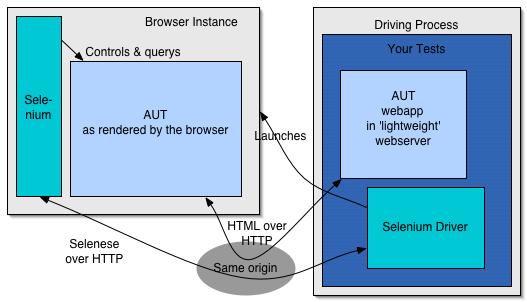 Browser Instance
Sele-
nium
Controls & querys
AUT
as rendered by the browser
Driving Process
Your Tests
AUT
webapp
in 'lightweight'
webserver
Launches
Selenium Driver
HTML over
HTTP
Selenese
over HTTP
Same origin